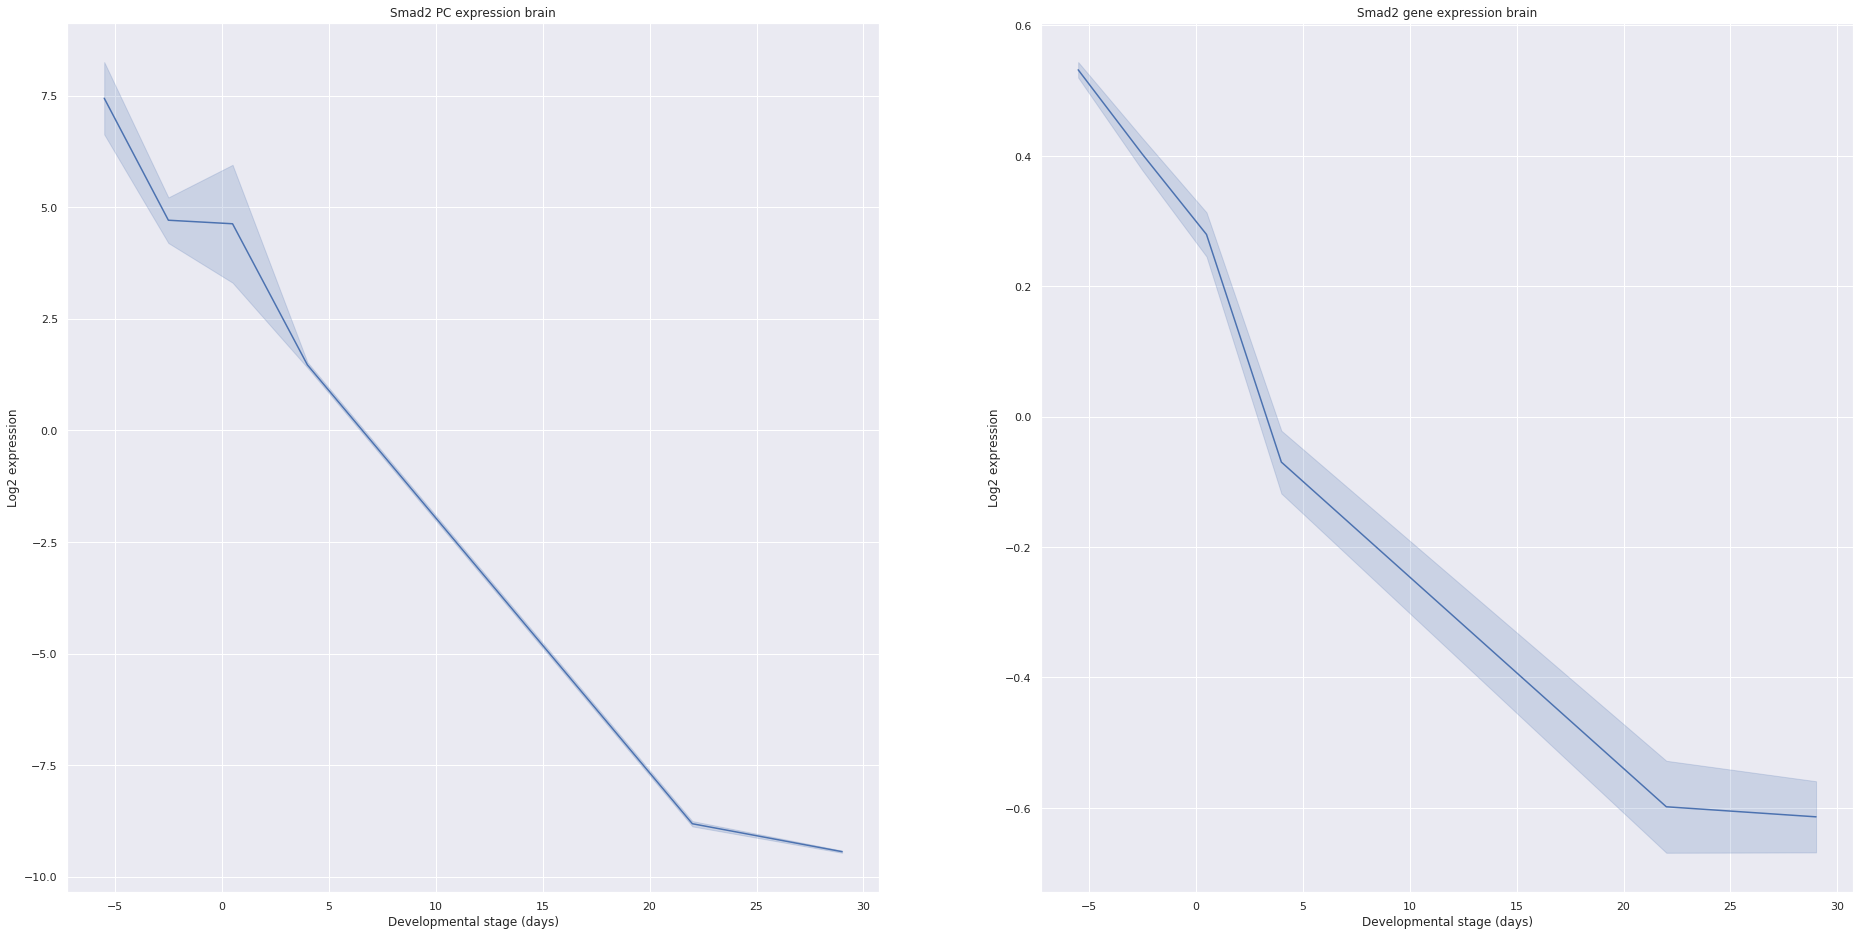 Smad2 PC expression brain
Log2 expression
7.5
5.0
2.5
0.0
−2.5
−5.0
−7.5
−10.0
−5 0 5 10 15 20 25 30
Developmental stage (days)
Smad2 gene expression brain
Log2 expression
0.6
0.4
0.2
0.0
−0.2
−0.4
−0.6
−5 0 5 10 15 20 25 30
Developmental stage (days)